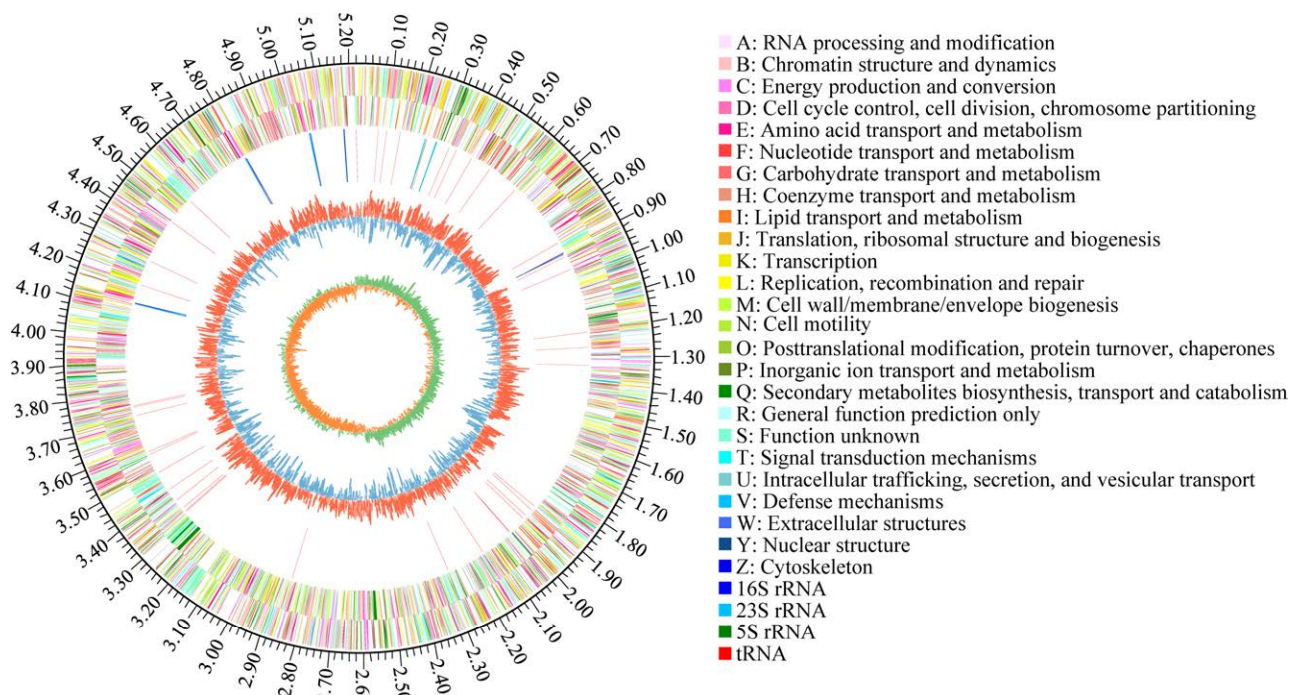 0.10
0.20
0.30
0.40
0.50
0.60
0.70
0.80
0.90
1.00
1.10
1.20
1.30
1.40
1.50
1.60
1.70
1.80
1.90
2.00
2.10
2.20
2.30
2.40
2.50
2.6
2.70
2.80
2.90
3.00
3.10
3.20
3.30
3.40
3.50
3.60
3.70
3.80
3.90
4.00
4.10
4.20
4.30
4.40
4.50
4.60
4.70
4.80
4.90
5.00
5.10
5.20
A: RNA processing and modification
B: Chromatin structure and dynamics
C: Energy production and conversion
D: Cell cycle control, cell division, chromosome partitioning
E: Amino acid transport and metabolism
F: Nucleotide transport and metabolism
G: Carbohydrate transport and metabolism
H: Coenzyme transport and metabolism
I: Lipid transport and metabolism
J: Translation, ribosomal structure and biogenesis
K: Transcription
L: Replication, recombination and repair
M: Cell wall/membrane/envelope biogenesis
N: Cell motility
O: Posttranslational modification, protein turnover, chaperones
P: Inorganic ion transport and metabolism
Q: Secondary metabolites biosynthesis, transport and catabolism
R: General function prediction only
S: Function unknown
T: Signal transduction mechanisms
U: Intracellular trafficking, secretion, and vesicular transport
V: Defense mechanisms
W: Extracellular structures
Y: Nuclear structure
Z: Cytoskeleton
16S rRNA
23S rRNA
5S rRNA
tRNA